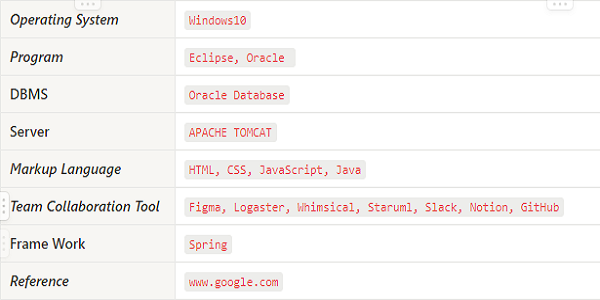 Operating System Windows10
Program Eclipse, Oracle
DBMS Oracle Database
Server APACHE TOMCAT
Markup Language HTML, CSS, JavaScript, Java
Team Collaboration Tool Figma, Logaster, Whimsical, Staruml, Slack, Notion, GitHub
Frame Work Spring
Reference www.google.com